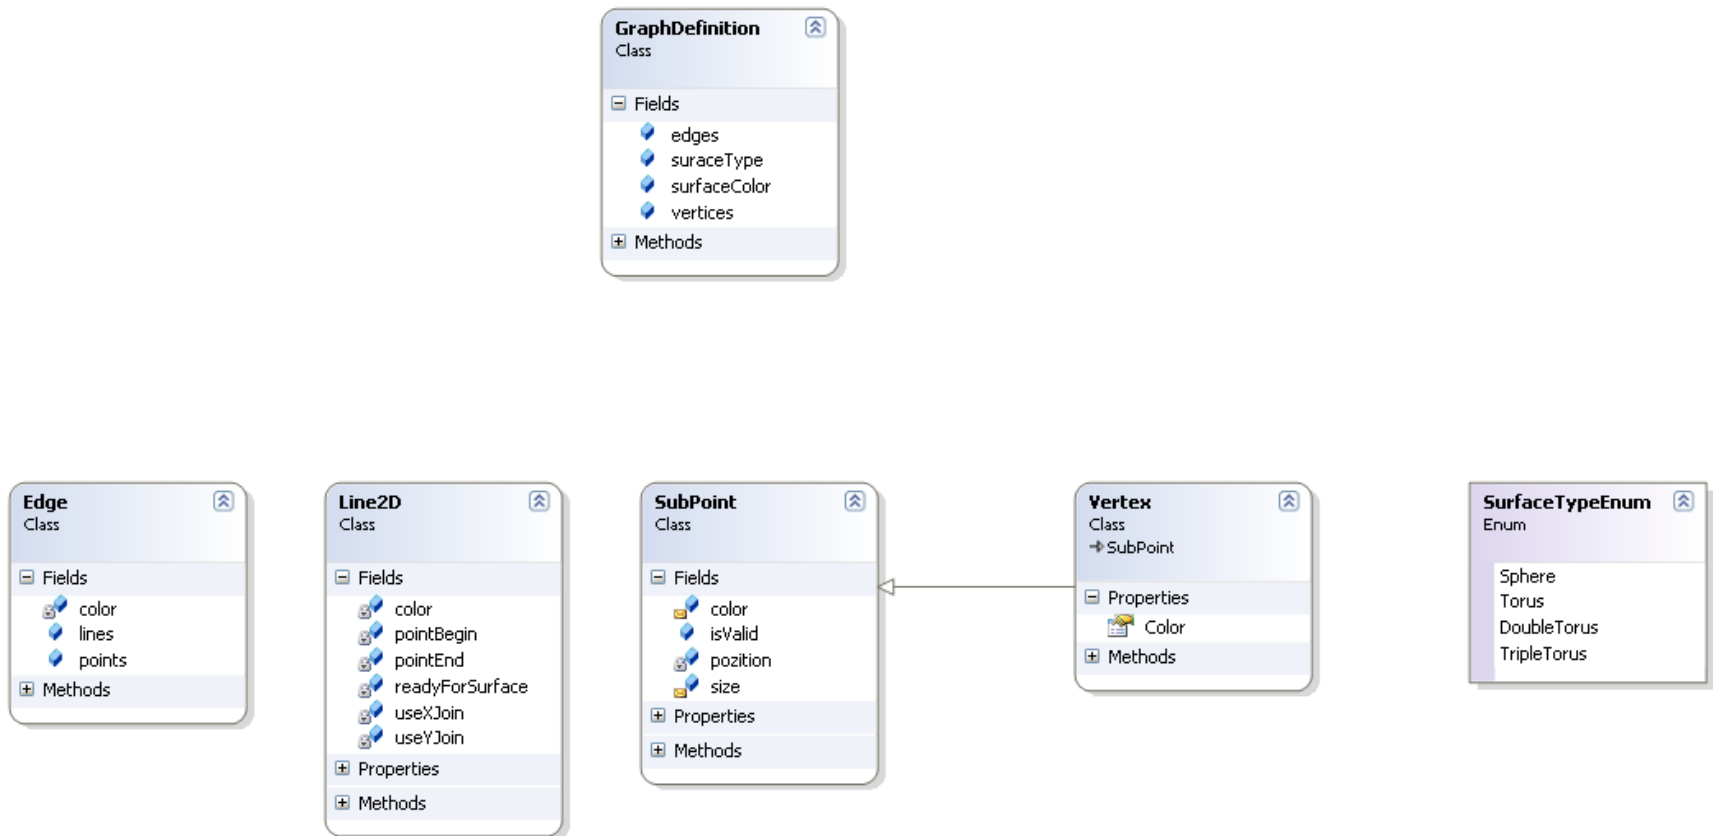 GraphDefinition
Class
Fields
edges
suraceType
surfaceColor
vertices
Methods
Edge
Class
Fields
color
lines
points
Methods
Line2D
Class
Fields
color
pointBegin
pointEnd
readyForSurface
useXJoin
useYJoin
Properties
Methods
SubPoint
Class
Fields
color
isValid
pozition
size
Properties
Methods
Vertex
Class
SubPoint
Properties
Color
Methods
SurfaceTypeEnum
Enum
Sphere
Torus
DoubleTorus
TripleTorus